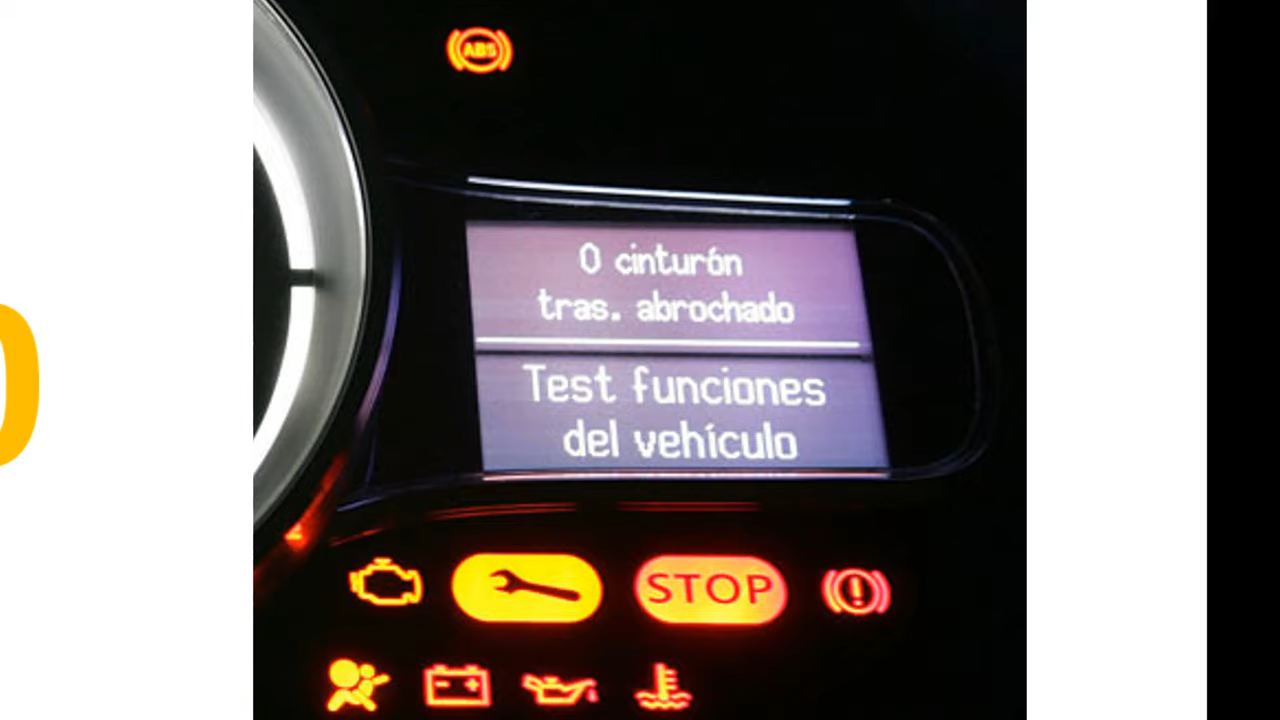 ABS
0 cinturón
tras. abrochado
Test funciones
del vehículo
STOP